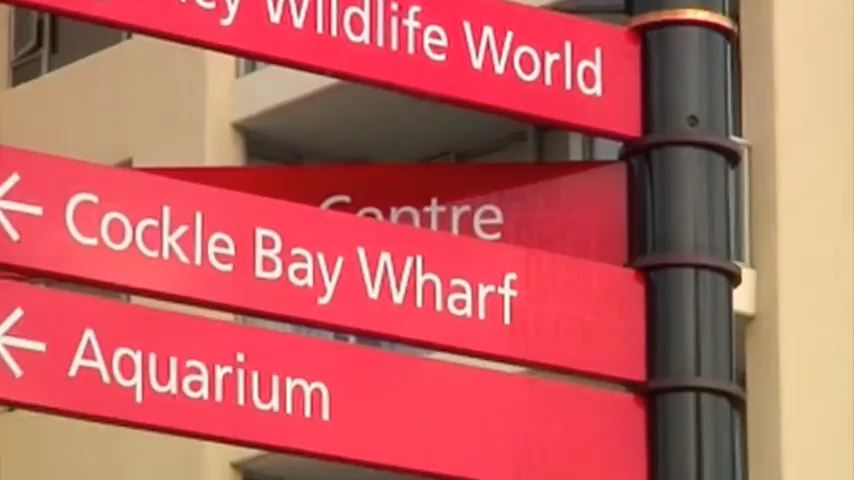 Wildlife World
Centre
← Cockle Bay Wharf
← Aquarium